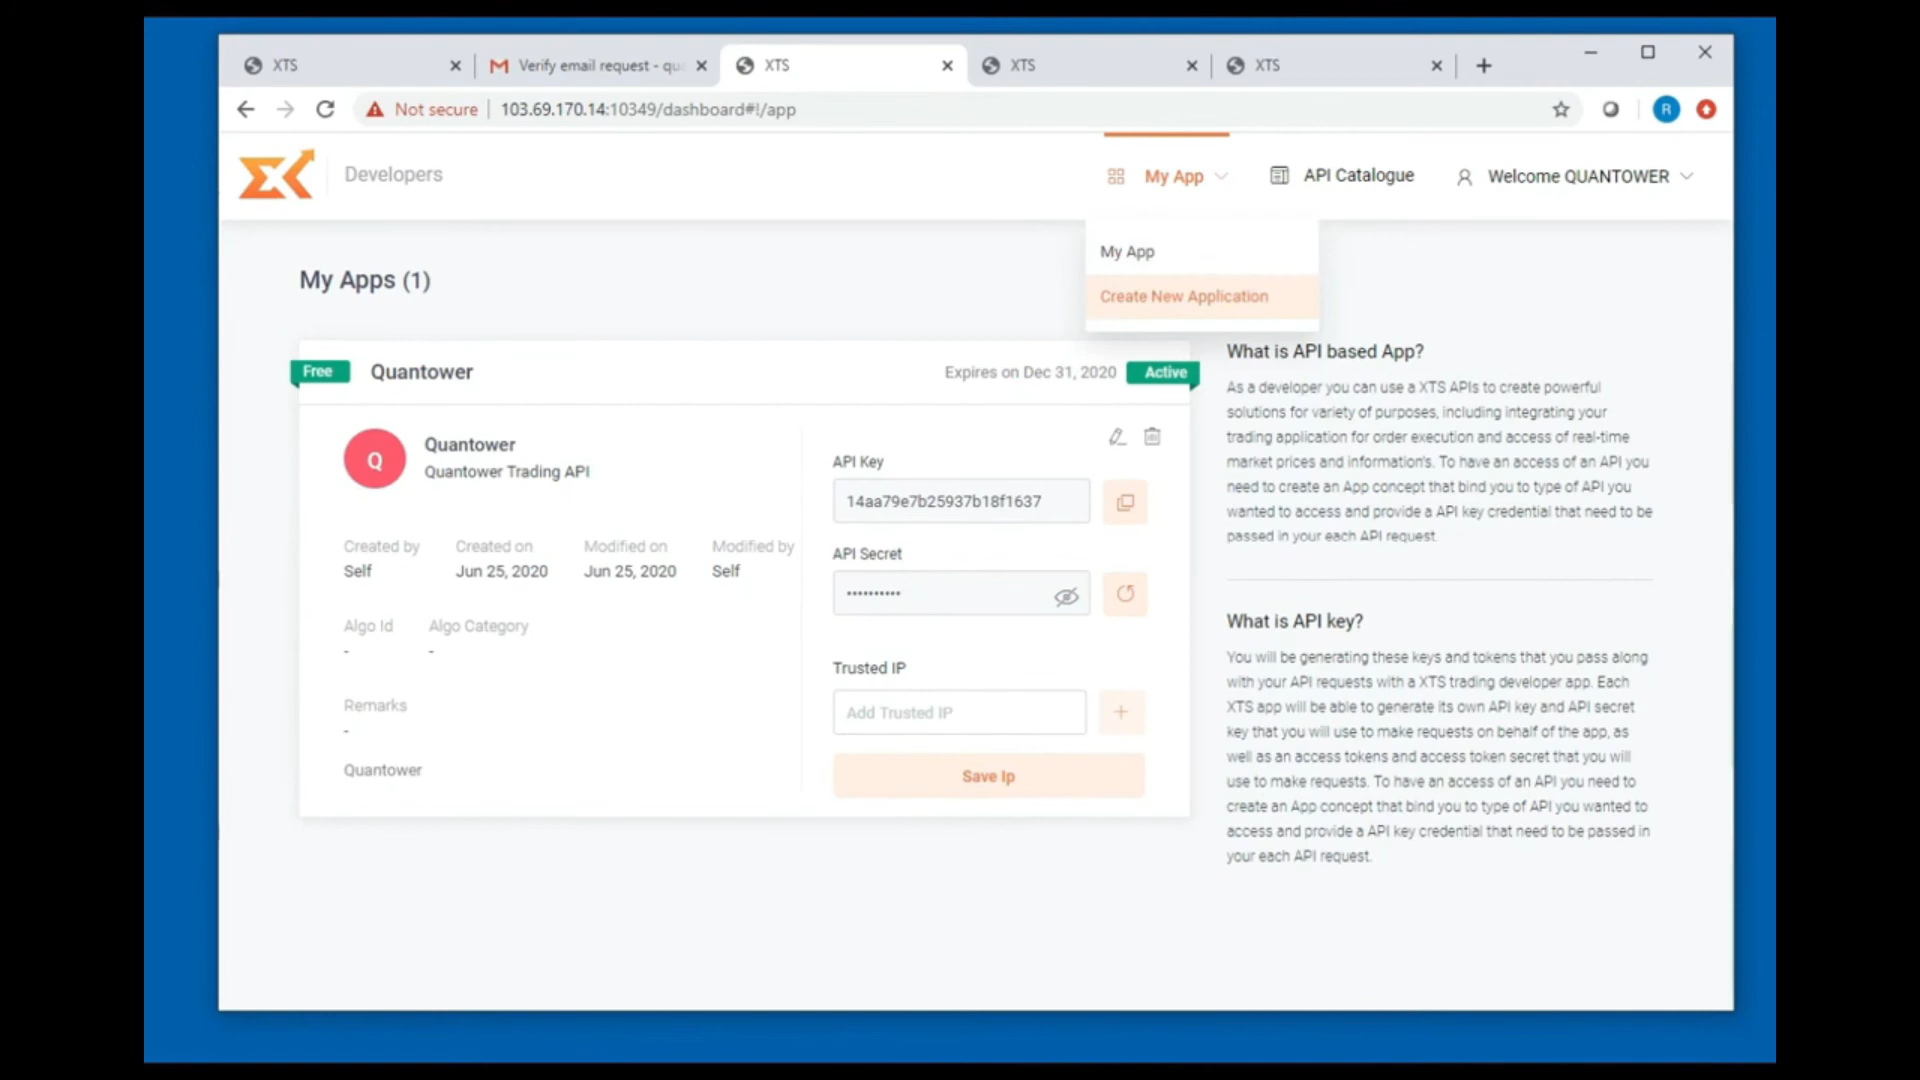 XTS
Verify email request - qu
XTS
XTS
XTS
Not secure
103.69.170.14:10349/dashboard#!/app
R
Developers
My App
API Catalogue
Welcome QUANTOWER
My App
Create New Application
My Apps (1)
Free
Quantower
Expires on Dec 31, 2020
Active
Q
Quantower
Quantower Trading API
Created by
Self
Created on
Jun 25, 2020
Modified on
Jun 25, 2020
Modified by
Self
Algo Id
-
Algo Category
-
Remarks
-
Quantower
API Key
14aa79e7b25937b18f1637
API Secret
••••••••••
Trusted IP
Add Trusted IP
Save Ip
What is API based App?
As a developer you can use a XTS APIs to create powerful
solutions for variety of purposes, including integrating your
trading application for order execution and access of real-time
market prices and information's. To have an access of an API you
need to create an App concept that bind you to type of API you
wanted to access and provide a API key credential that need to be
passed in your each API request.
What is API key?
You will be generating these keys and tokens that you pass along
with your API requests with a XTS trading developer app. Each
XTS app will be able to generate its own API key and API secret
key that you will use to make requests on behalf of the app, as
well as an access tokens and access token secret that you will
use to make requests. To have an access of an API you need to
create an App concept that bind you to type of API you wanted to
access and provide a API key credential that need to be passed in
your each API request.